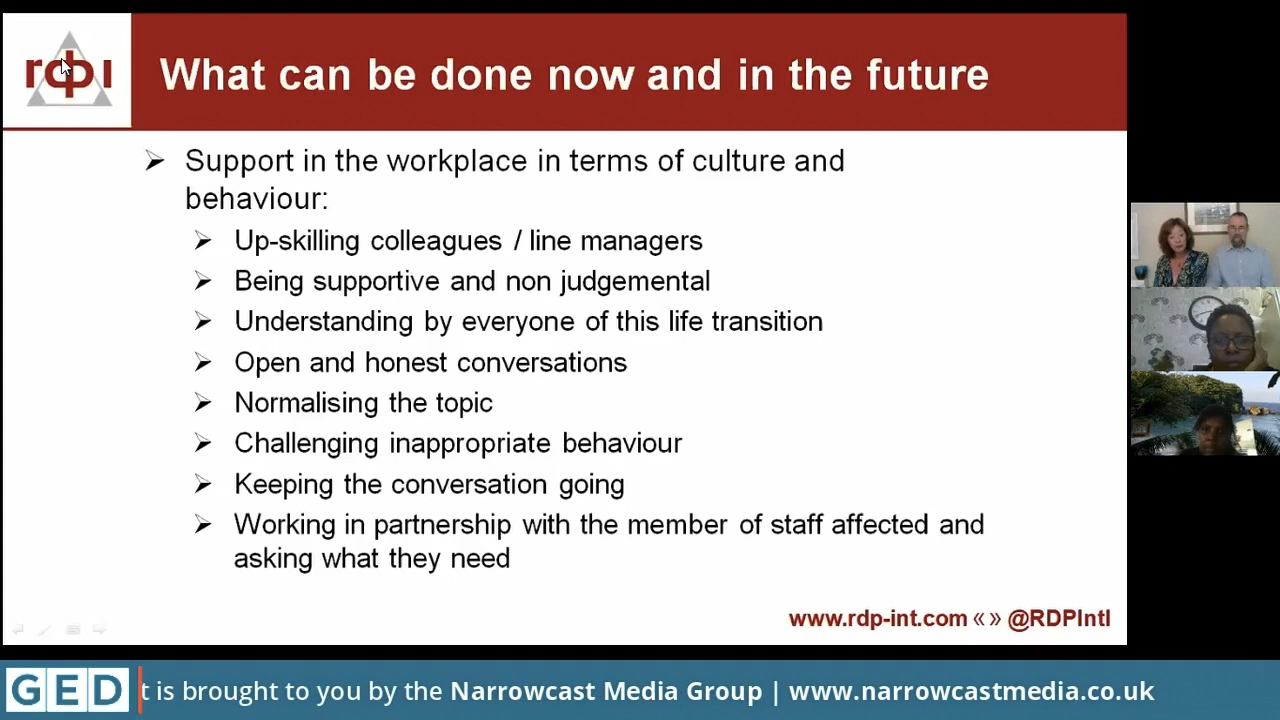 rdpi
What can be done now and in the future
Support in the workplace in terms of culture and
behaviour:
Up-skilling colleagues / line managers
Being supportive and non judgemental
Understanding by everyone of this life transition
Open and honest conversations
Normalising the topic
Challenging inappropriate behaviour
Keeping the conversation going
Working in partnership with the member of staff affected and
asking what they need
www.rdp-int.com «» @RDPIntl
GED
t is brought to you by the Narrowcast Media Group | www.narrowcastmedia.co.uk